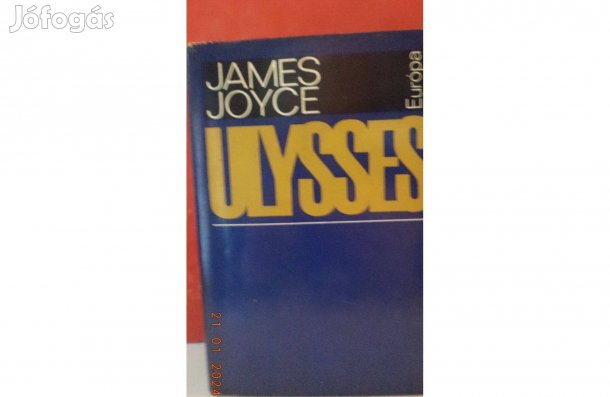 Jófogás
JAMES
JOYCE
Európa
ULYSSES
21. 01. 2024